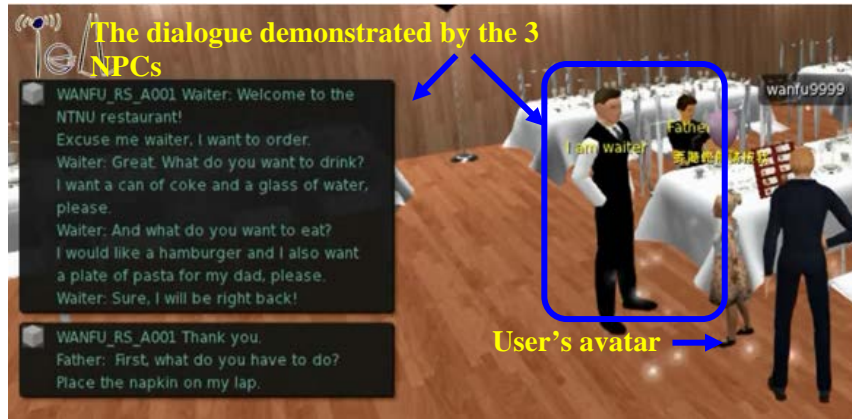 The dialogue demonstrated by the 3
NPCs
WANFU_RS_A001 Waiter: Welcome to the
NTNU restaurant!
Excuse me waiter, I want to order.
Waiter: Great. What do you want to drink?
I want a can of coke and a glass of water,
please.
Waiter: And what do you want to eat?
I would like a hamburger and I also want
a plate of pasta for my dad, please.
Waiter: Sure, I will be right back!
WANFU_RS_A001 Thank you.
Father: First, what do you have to do?
Place the napkin on my lap.
wanfu9999
Father
I am waiter
User's avatar